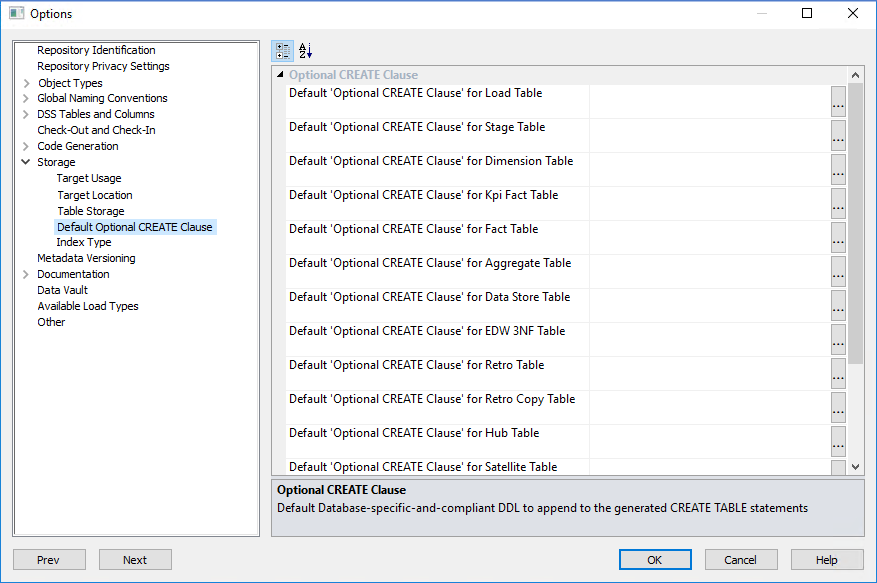 Options
Repository Identification
Repository Privacy Settings
Object Types
Global Naming Conventions
DSS Tables and Columns
Check-Out and Check-In
Code Generation
Storage
Target Usage
Target Location
Table Storage
Default Optional CREATE Clause
Index Type
Metadata Versioning
Documentation
Data Vault
Available Load Types
Other
A
Z
Optional CREATE Clause
Default 'Optional CREATE Clause' for Load Table
...
Default 'Optional CREATE Clause' for Stage Table
...
Default 'Optional CREATE Clause' for Dimension Table
...
Default 'Optional CREATE Clause' for Kpi Fact Table
...
Default 'Optional CREATE Clause' for Fact Table
...
Default 'Optional CREATE Clause' for Aggregate Table
...
Default 'Optional CREATE Clause' for Data Store Table
...
Default 'Optional CREATE Clause' for EDW 3NF Table
...
Default 'Optional CREATE Clause' for Retro Table
...
Default 'Optional CREATE Clause' for Retro Copy Table
...
Default 'Optional CREATE Clause' for Hub Table
...
Default 'Optional CREATE Clause' for Satellite Table
Optional CREATE Clause
Default Database-specific-and-compliant DDL to append to the generated CREATE TABLE statements
Prev
Next
OK
Cancel
Help